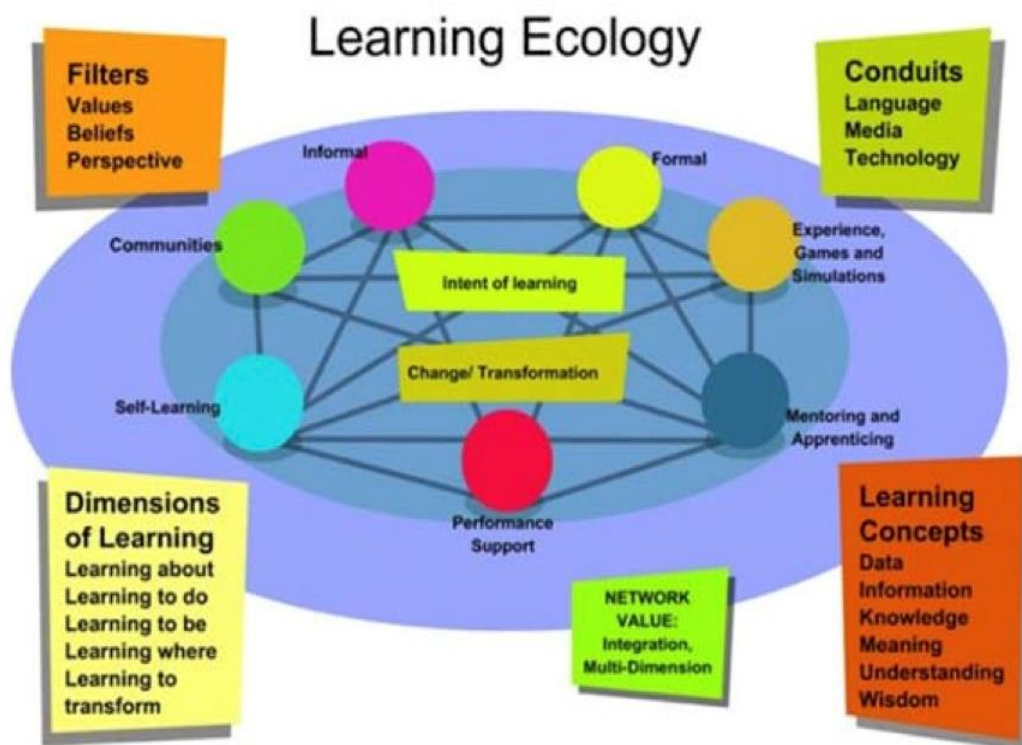 Learning Ecology
Filters
Values
Beliefs
Perspective
Conduits
Language
Media
Technology
Informal
Formal
Communities
Experience,
Games and
Simulations
Intent of learning
Change/ Transformation
Self-Learning
Mentoring and
Apprenticing
Performance
Support
Dimensions
of Learning
Learning about
Learning to do
Learning to be
Learning where
Learning to
transform
NETWORK
VALUE:
Integration,
Multi-Dimension
Learning
Concepts
Data
Information
Knowledge
Meaning
Understanding
Wisdom